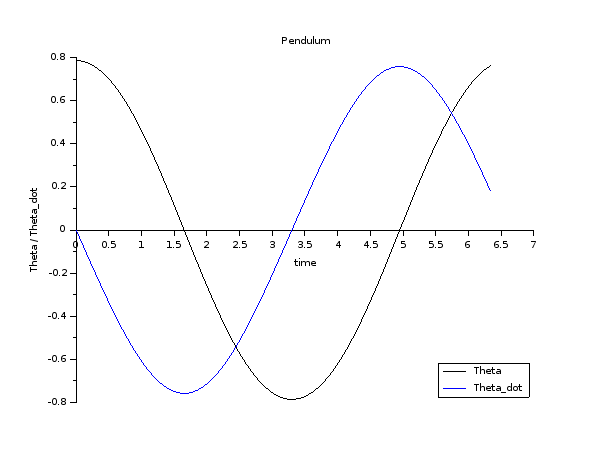 Pendulum
0.8
0.6
0.4
0.2
0
-0.2
-0.4
-0.6
-0.8
Theta / Theta_dot
0 0.5 1 1.5 2 2.5 3 3.5 4 4.5 5 5.5 6 6.5 7
time
Theta
Theta_dot